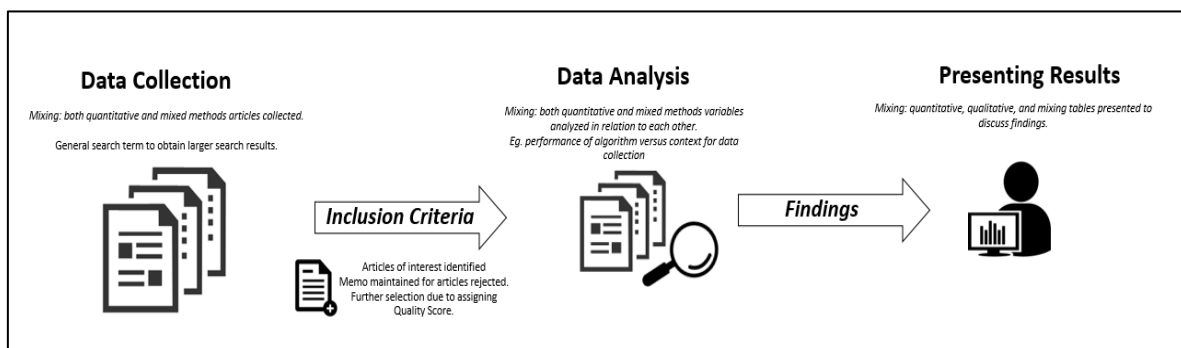 Data Collection
Mixing: both quantitative and mixed methods articles collected.
General search term to obtain larger search results.
Inclusion Criteria
Articles of interest identified
Memo maintained for articles rejected.
Further selection due to assigning
Quality Score.
Data Analysis
Mixing: both quantitative and mixed methods variables
analyzed in relation to each other.
Eg. performance of algorithm versus context for data
collection
Findings
Presenting Results
Mixing: quantitative, qualitative, and mixing tables presented to
discuss findings.